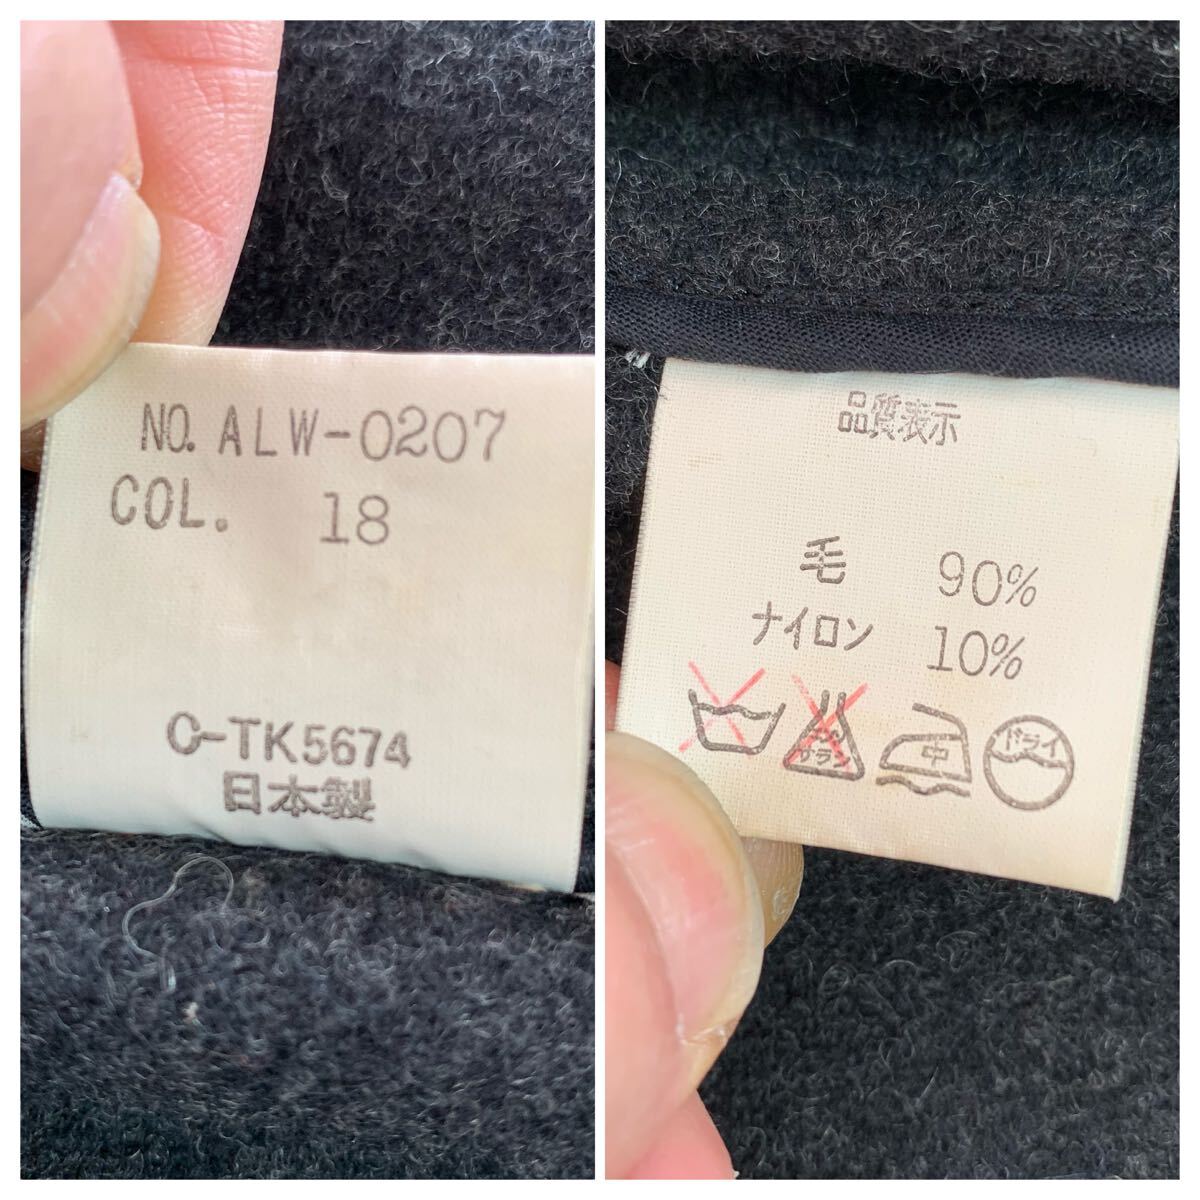 NO. ALW-0207
COL. 18
C-TK5674
日本製
品質表示
毛 90%
ナイロン 10%
中
ドライ